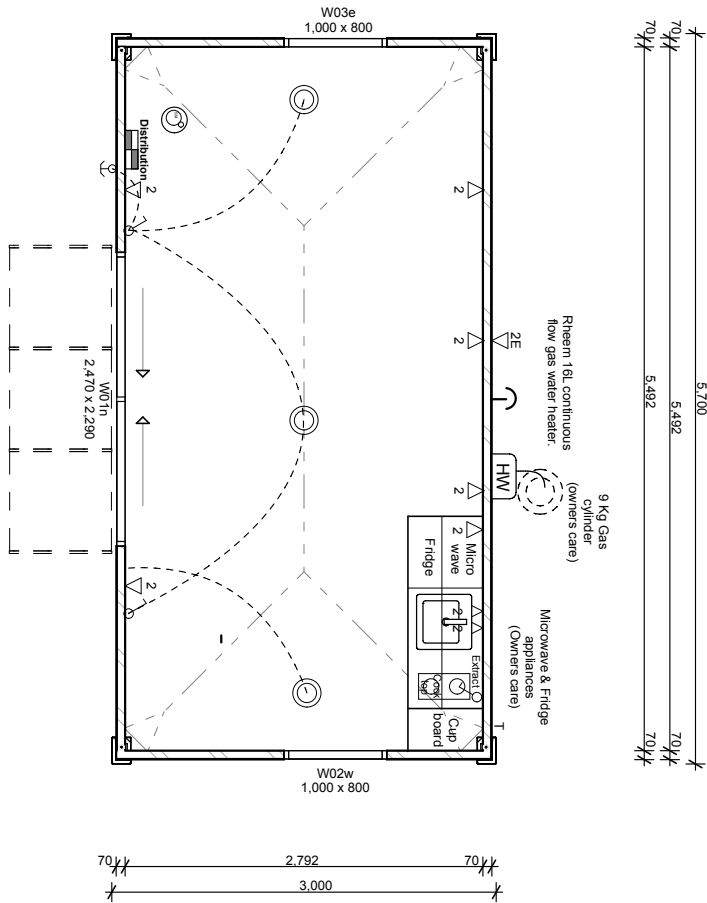 W03e
1,000 x 800
70
70
70
5,700
5,492
5,492
Distribution
2
2
2
2E
W01n
2,470 x 2,290
Rheem 16L continuous
flow gas water heater.
HW
9 Kg Gas
cylinder
(owners care)
2
2
Micro
wave
Fridge
2
2
2
Extract
Cook
top
Cup
board
T
Microwave & Fridge
appliances
(Owners care)
W02w
1,000 x 800
70
70
70
2,792
70
3,000